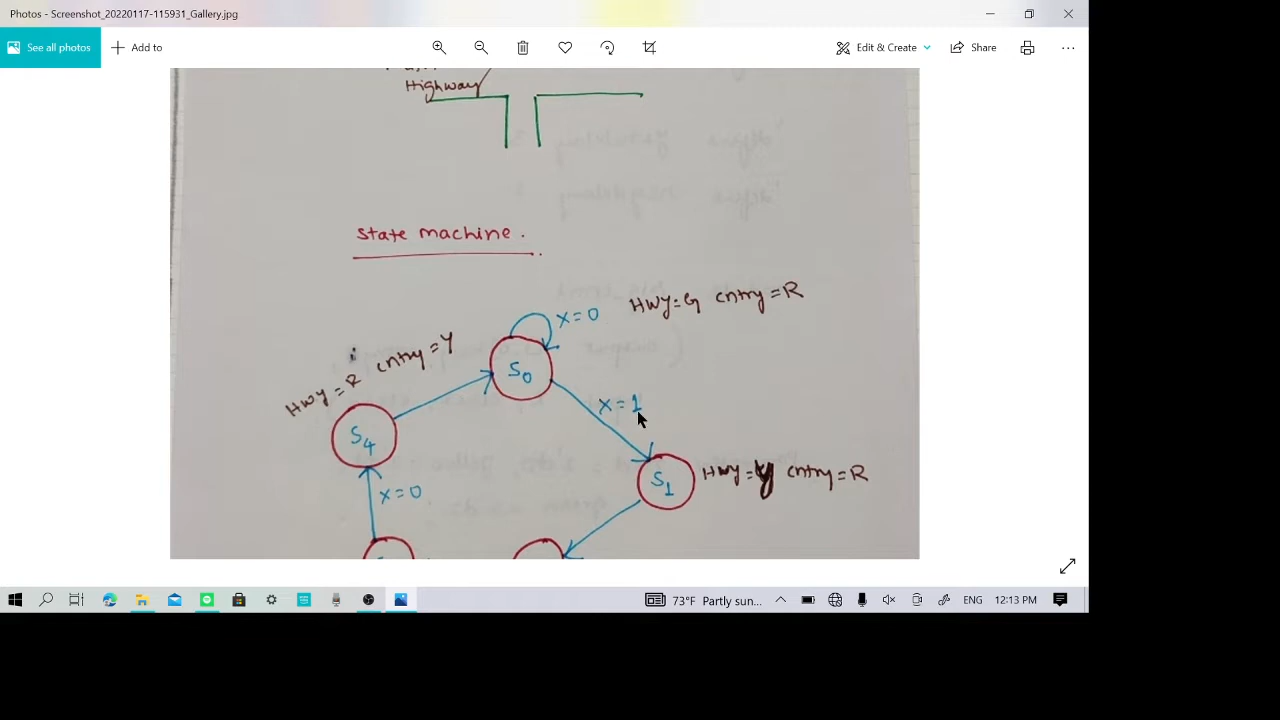 Photos - Screenshot_20220117-115931_Gallery.jpg
See all photos
Add to
Edit & Create
Share
Highway
State machine.
X=0
Hwy=G cntry=R
Hwy=R cntry=Y
S0
X=1
S4
S1
Hwy=Y cntry=R
X=0
73°F Partly sun...
ENG
12:13 PM